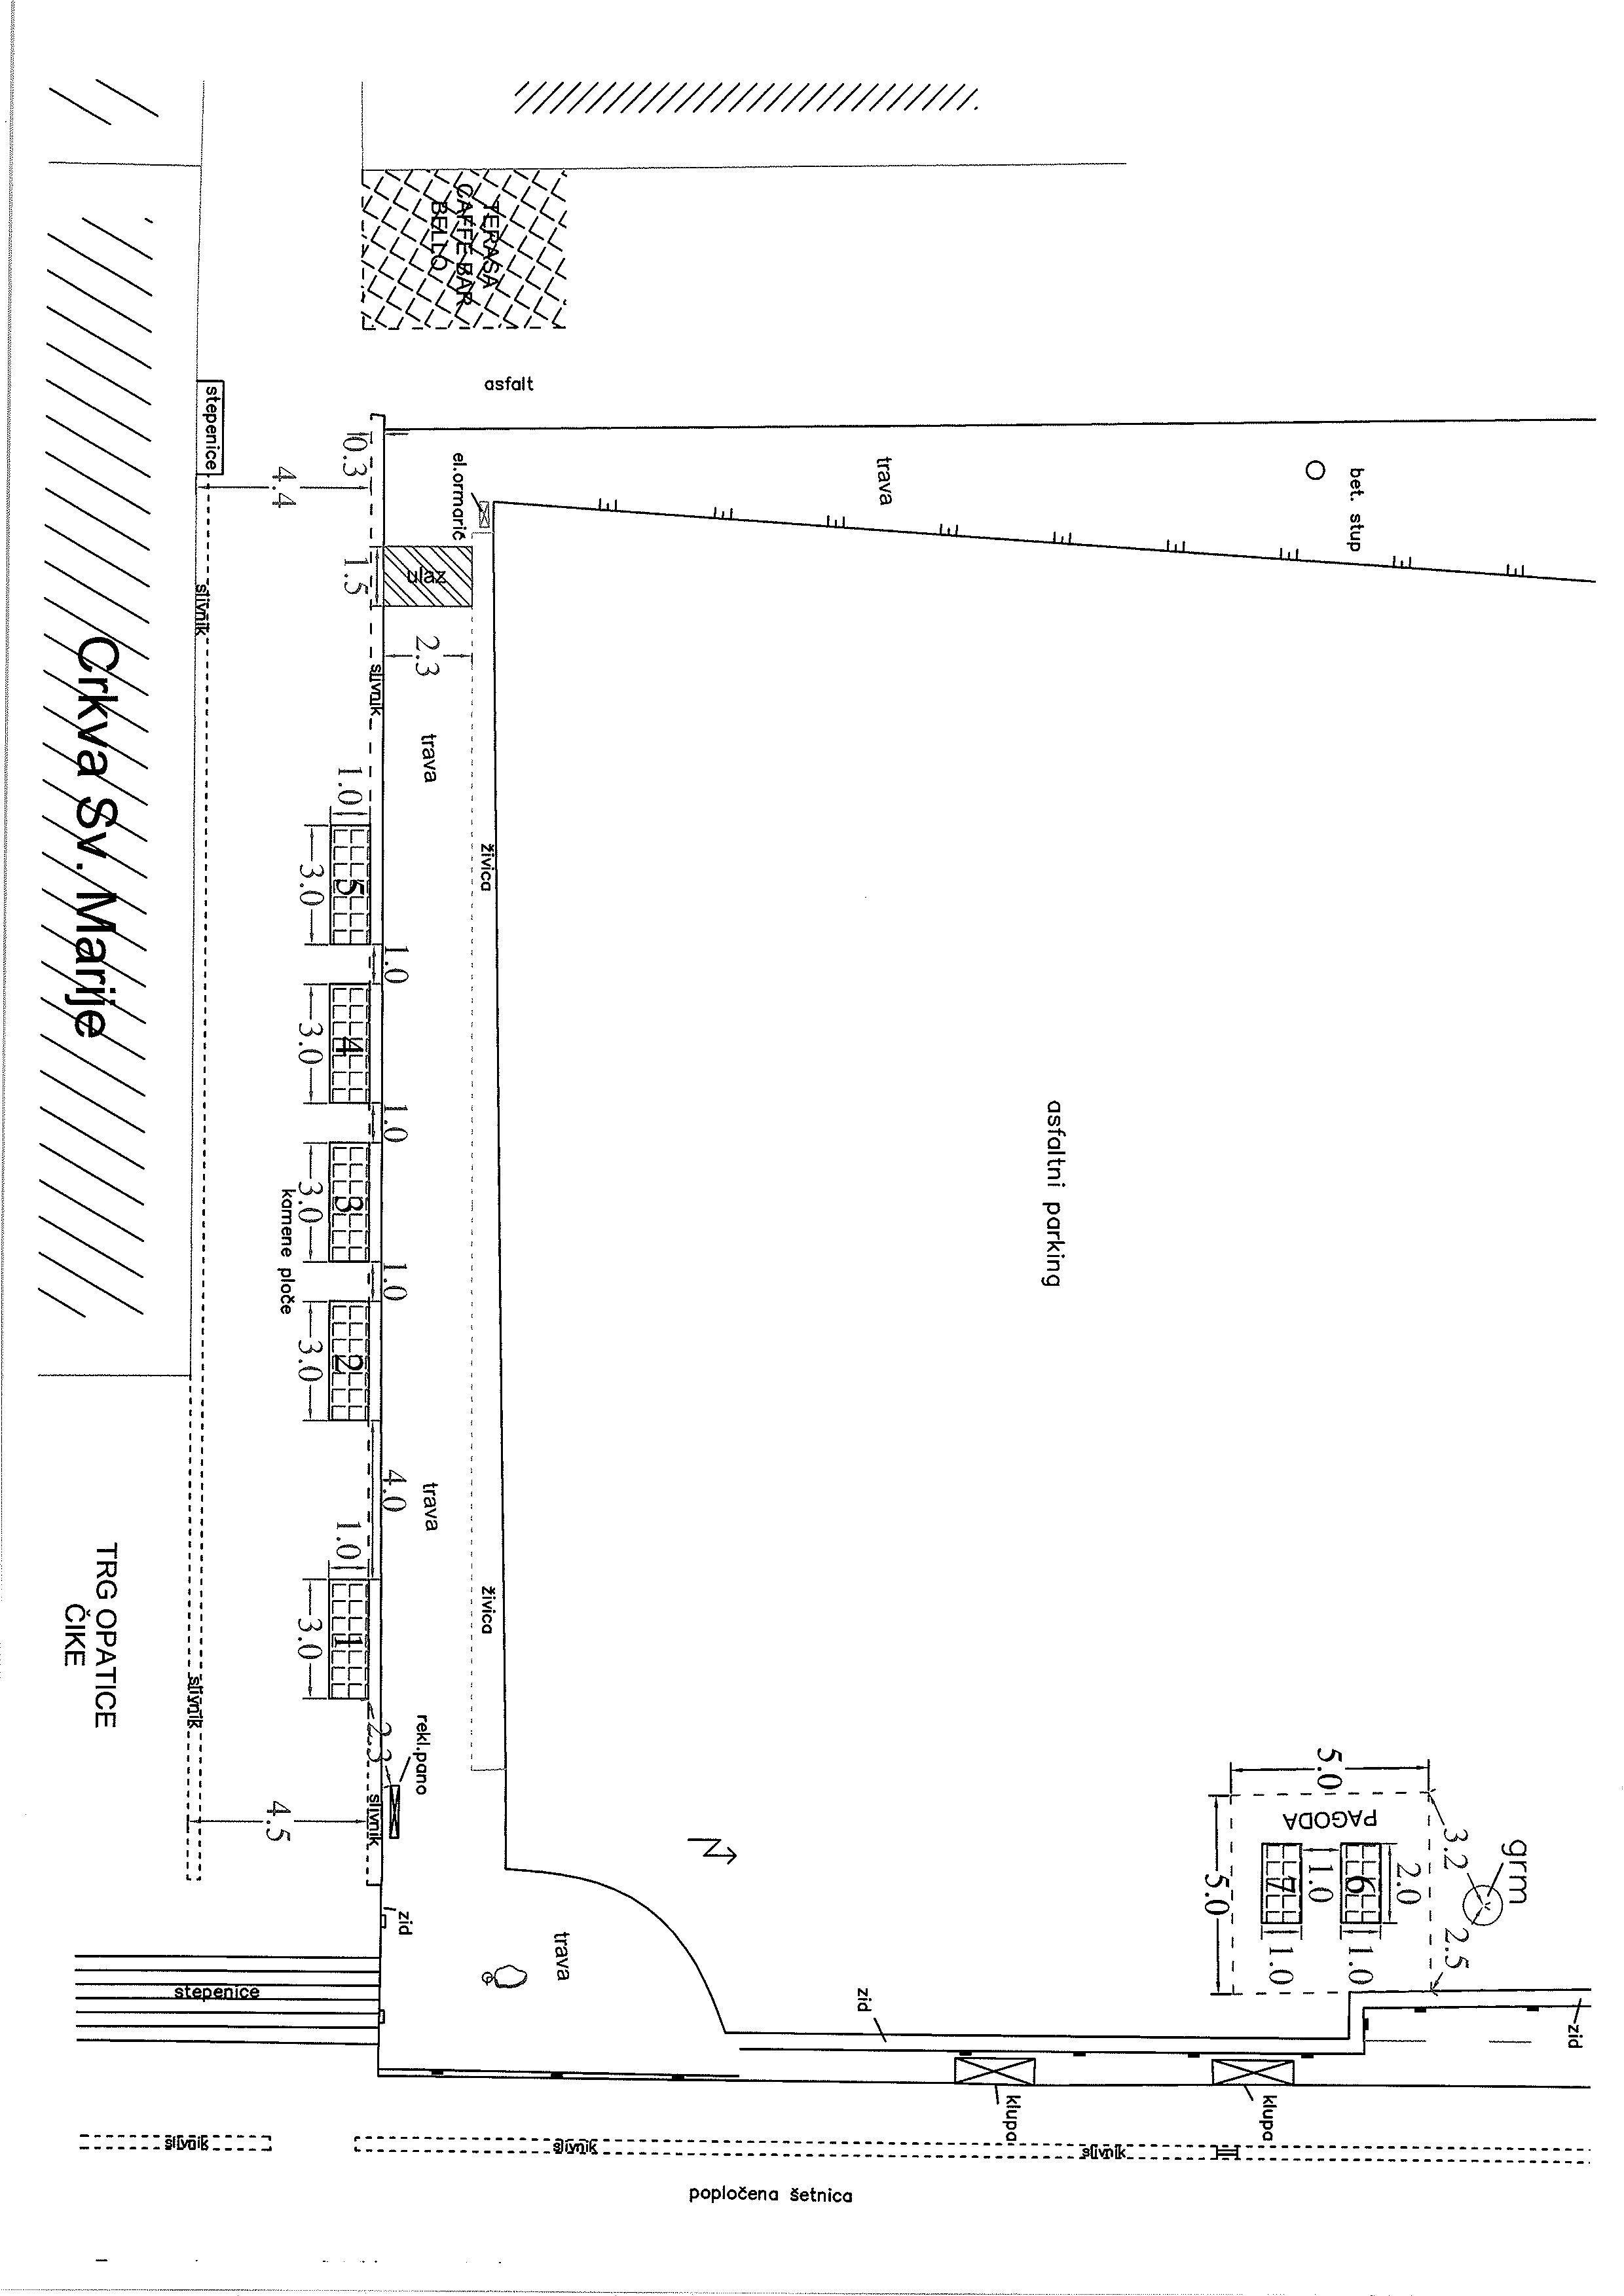 TERASA
CAFFE BAR
BELLO
asfalt
stepenice
0.3
4.4
el.ormarić
trava
bet. stup
ulaz
1.5
2.3
slivnik
slivnik
trava
Crkva Sv. Marije
živica
1.0
5
3.0
1.0
4
3.0
1.0
3
3.0
kamene ploče
1.0
2
3.0
4.0
trava
1.0
1
3.0
živica
asfaltni parking
TRG OPATICE
ČIKE
slivnik
2.3
rekl.pano
slivnik
4.5
N
5.0
PAGODA
5.0
7
1.0
6
2.0
1.0
1.0
3.2
grm
2.5
zid
trava
stepenice
zid
zid
klupa
klupa
slivnik
slivnik
slivnik
popločena šetnica